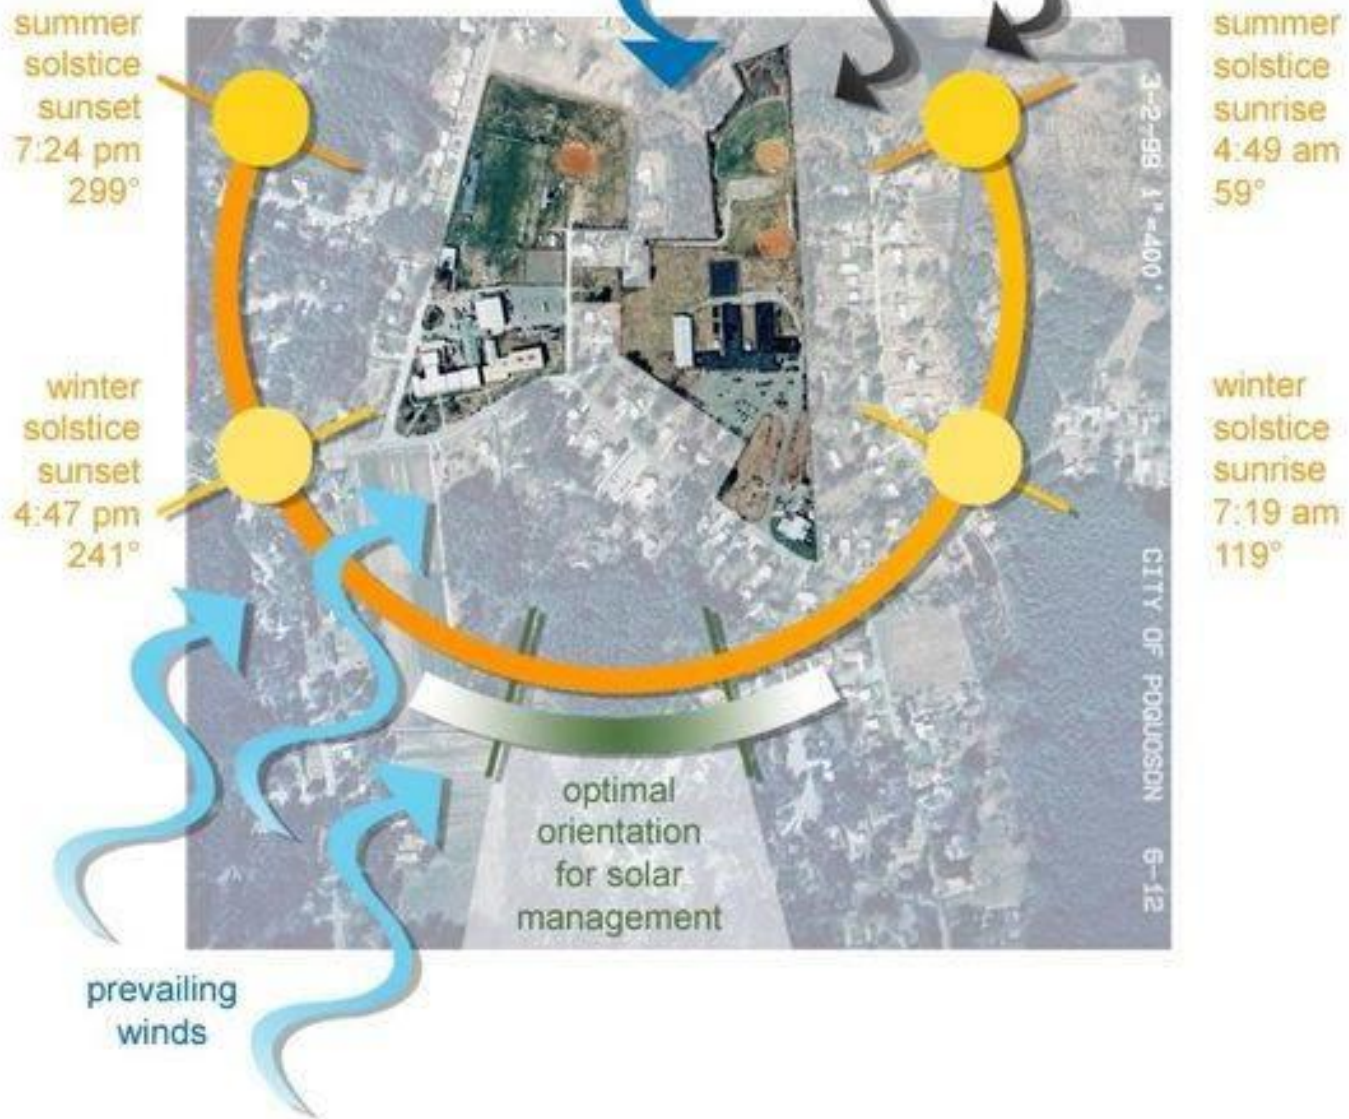 summer
solstice
sunset
7:24 pm
299°
summer
solstice
sunrise
4:49 am
59°
3-2-99 1"=400'
winter
solstice
sunset
4:47 pm
241°
winter
solstice
sunrise
7:19 am
119°
CITY OF POQUOSON 6-12
optimal
orientation
for solar
management
prevailing
winds